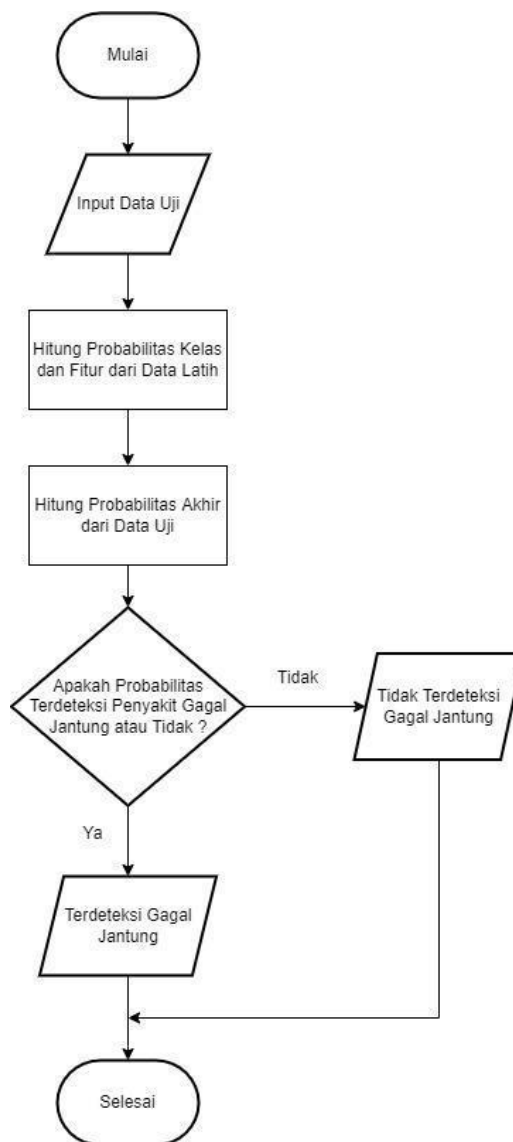 Mulai
Input Data Uji
Hitung Probabilitas Kelas
dan Fitur dari Data Latih
Hitung Probabilitas Akhir
dari Data Uji
Apakah Probabilitas
Terdeteksi Penyakit Gagal
Jantung atau Tidak ?
Tidak
Tidak Terdeteksi
Gagal Jantung
Ya
Terdeteksi Gagal
Jantung
Selesai